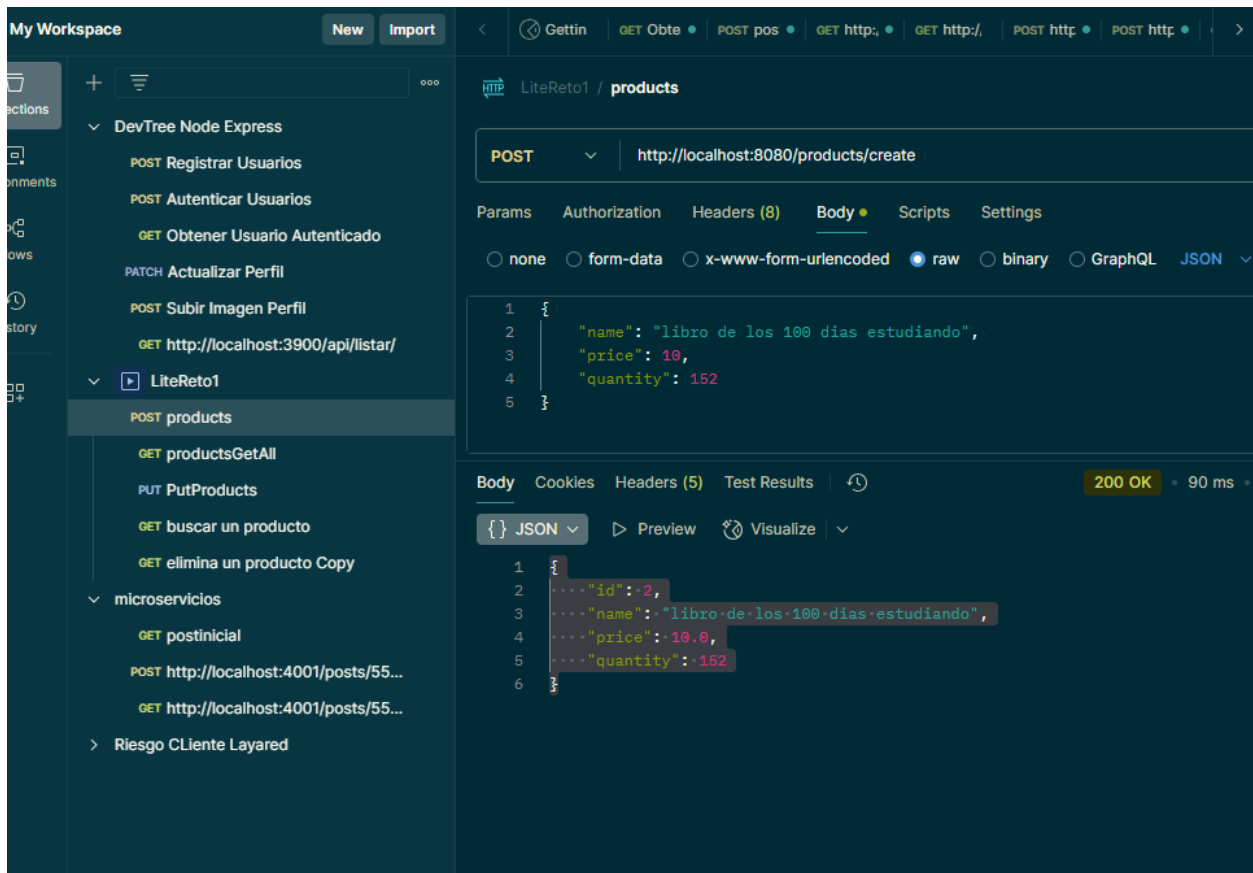 My Workspace New Import
Gettin GET Obte POST pos GET http:, GET http:/, POST http POST http
ections
onments
ows
story
DevTree Node Express
POST Registrar Usuarios
POST Autenticar Usuarios
GET Obtener Usuario Autenticado
PATCH Actualizar Perfil
POST Subir Imagen Perfil
GET http://localhost:3900/api/listar/
LiteReto1
POST products
GET productsGetAll
PUT PutProducts
GET buscar un producto
GET elimina un producto Copy
microservicios
GET postinicial
POST http://localhost:4001/posts/55...
GET http://localhost:4001/posts/55...
Riesgo CLiente Layared
HTTP LiteReto1 / products
POST http://localhost:8080/products/create
Params Authorization Headers (8) Body Scripts Settings
none form-data x-www-form-urlencoded raw binary GraphQL JSON
1 {
2 "name": "libro de los 100 dias estudiando",
3 "price": 10,
4 "quantity": 152
5 }
Body Cookies Headers (5) Test Results 200 OK • 90 ms •
{} JSON Preview Visualize
1 {
2 "id": 2,
3 "name": "libro de los 100 dias estudiando",
4 "price": 10.0,
5 "quantity": 152
6 }